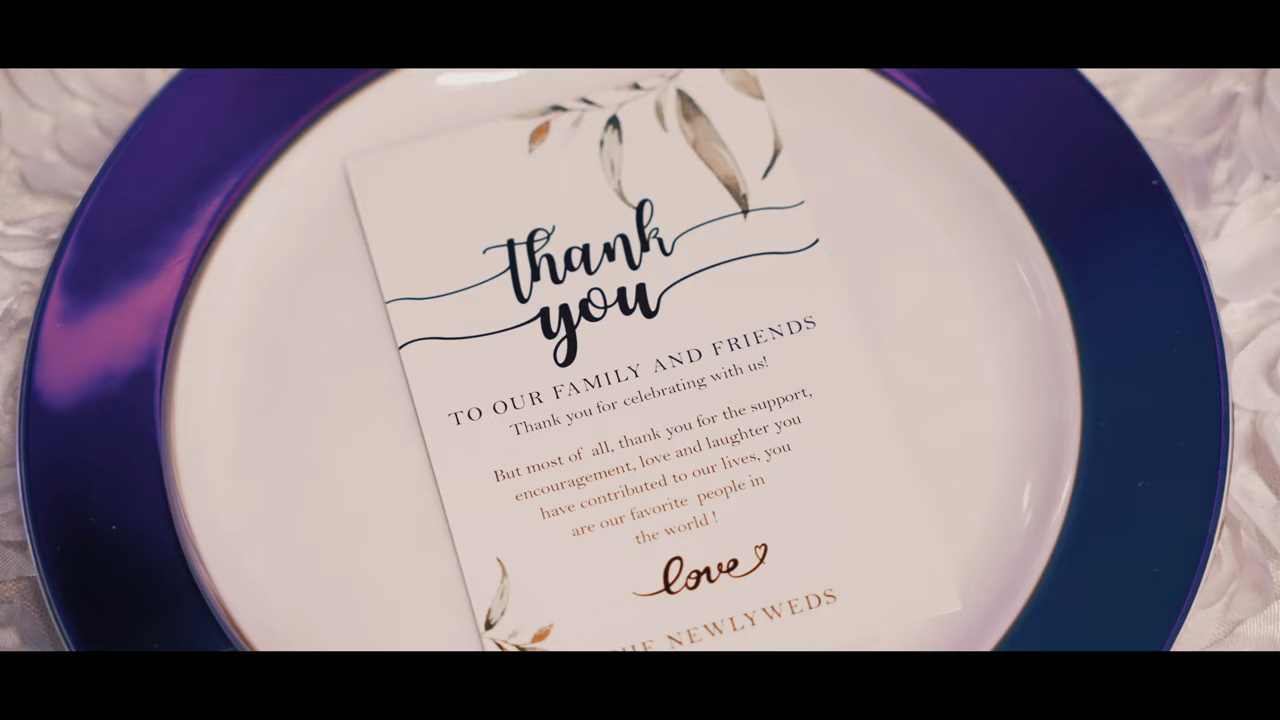 thank
you
TO OUR FAMILY AND FRIENDS
Thank you for celebrating with us!
But most of all, thank you for the support,
encouragement, love and laughter you
have contributed to our lives, you
are our favorite people in
the world !
love
THE NEWLYWEDS